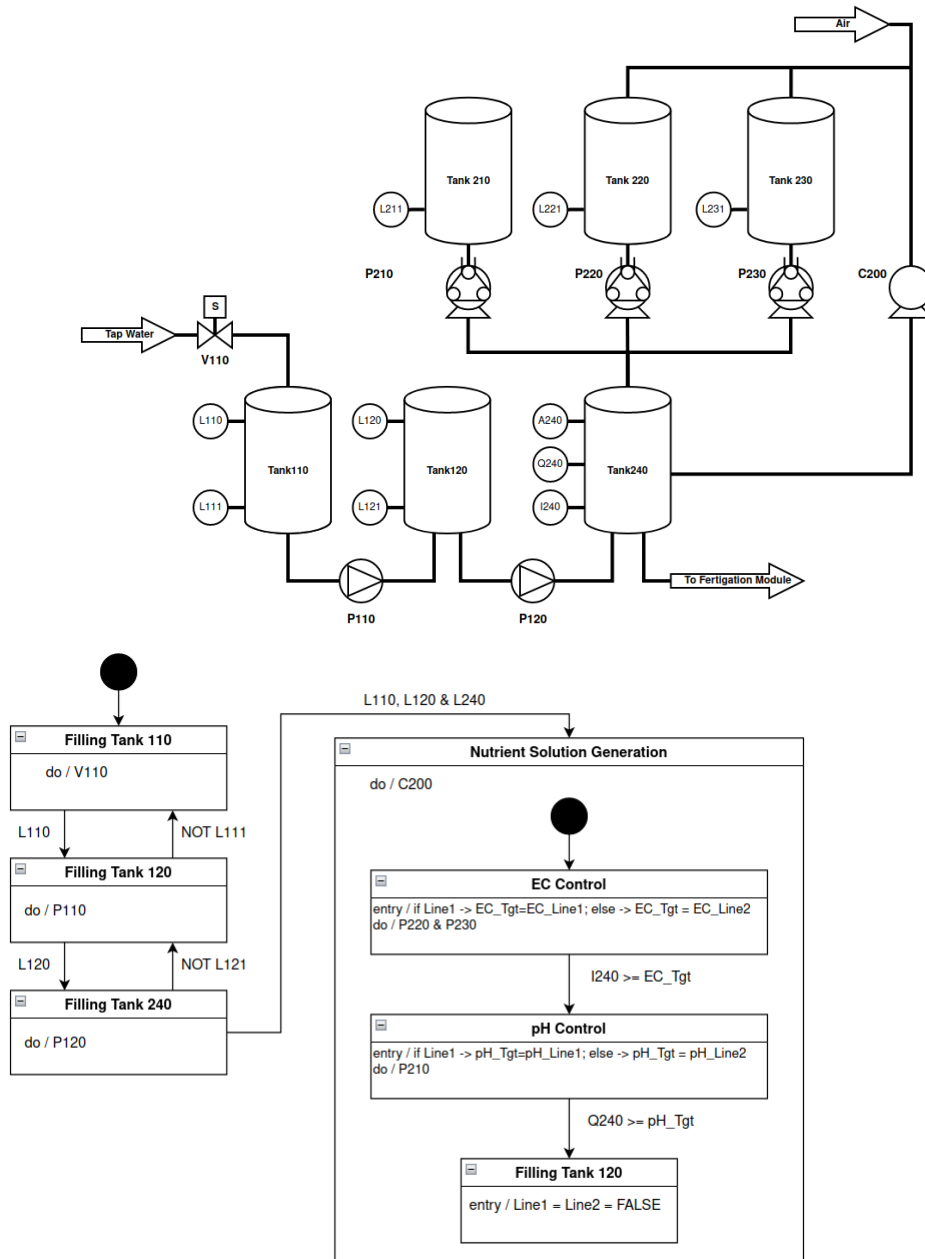 Air
Tank 210
Tank 220
Tank 230
L211
L221
L231
P210
P220
P230
C200
S
Tap Water
V110
L110
L120
A240
Tank110
Tank120
Q240
Tank240
L111
L121
I240
To Fertigation Module
P110
P120
L110, L120 & L240
Filling Tank 110
do / V110
L110
NOT L111
Filling Tank 120
do / P110
L120
NOT L121
Filling Tank 240
do / P120
Nutrient Solution Generation
do / C200
EC Control
entry / if Line1 -> EC_Tgt=EC_Line1; else -> EC_Tgt = EC_Line2
do / P220 & P230
I240 >= EC_Tgt
pH Control
entry / if Line1 -> pH_Tgt=pH_Line1; else -> pH_Tgt = pH_Line2
do / P210
Q240 >= pH_Tgt
Filling Tank 120
entry / Line1 = Line2 = FALSE